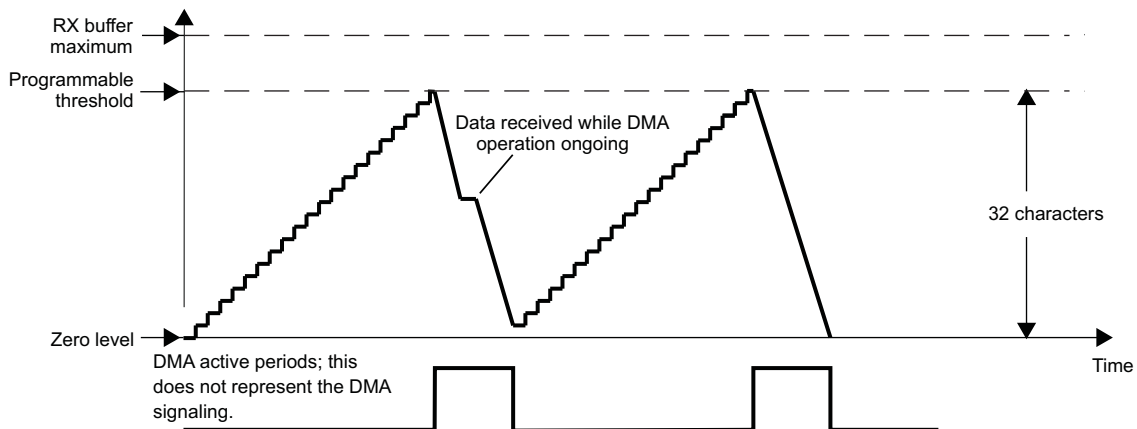 RX buffer
maximum
Programmable
threshold
Data received while DMA
operation ongoing
32 characters
Zero level
Time
DMA active periods; this
does not represent the DMA
signaling.